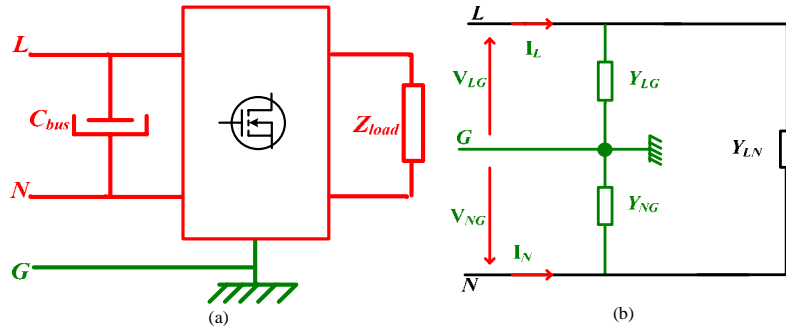 L
C_bus
N
G
Z_load
(a)
L
I_L
V_LG
Y_LG
G
Y_LN
V_NG
Y_NG
I_N
N
(b)